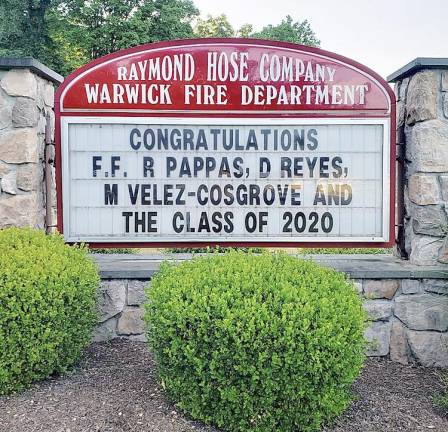 RAYMOND HOSE COMPANY
WARWICK FIRE DEPARTMENT
CONGRATULATIONS
F.F. R PAPPAS, D REYES,
M VELEZ-COSGROVE AND
THE CLASS OF 2020